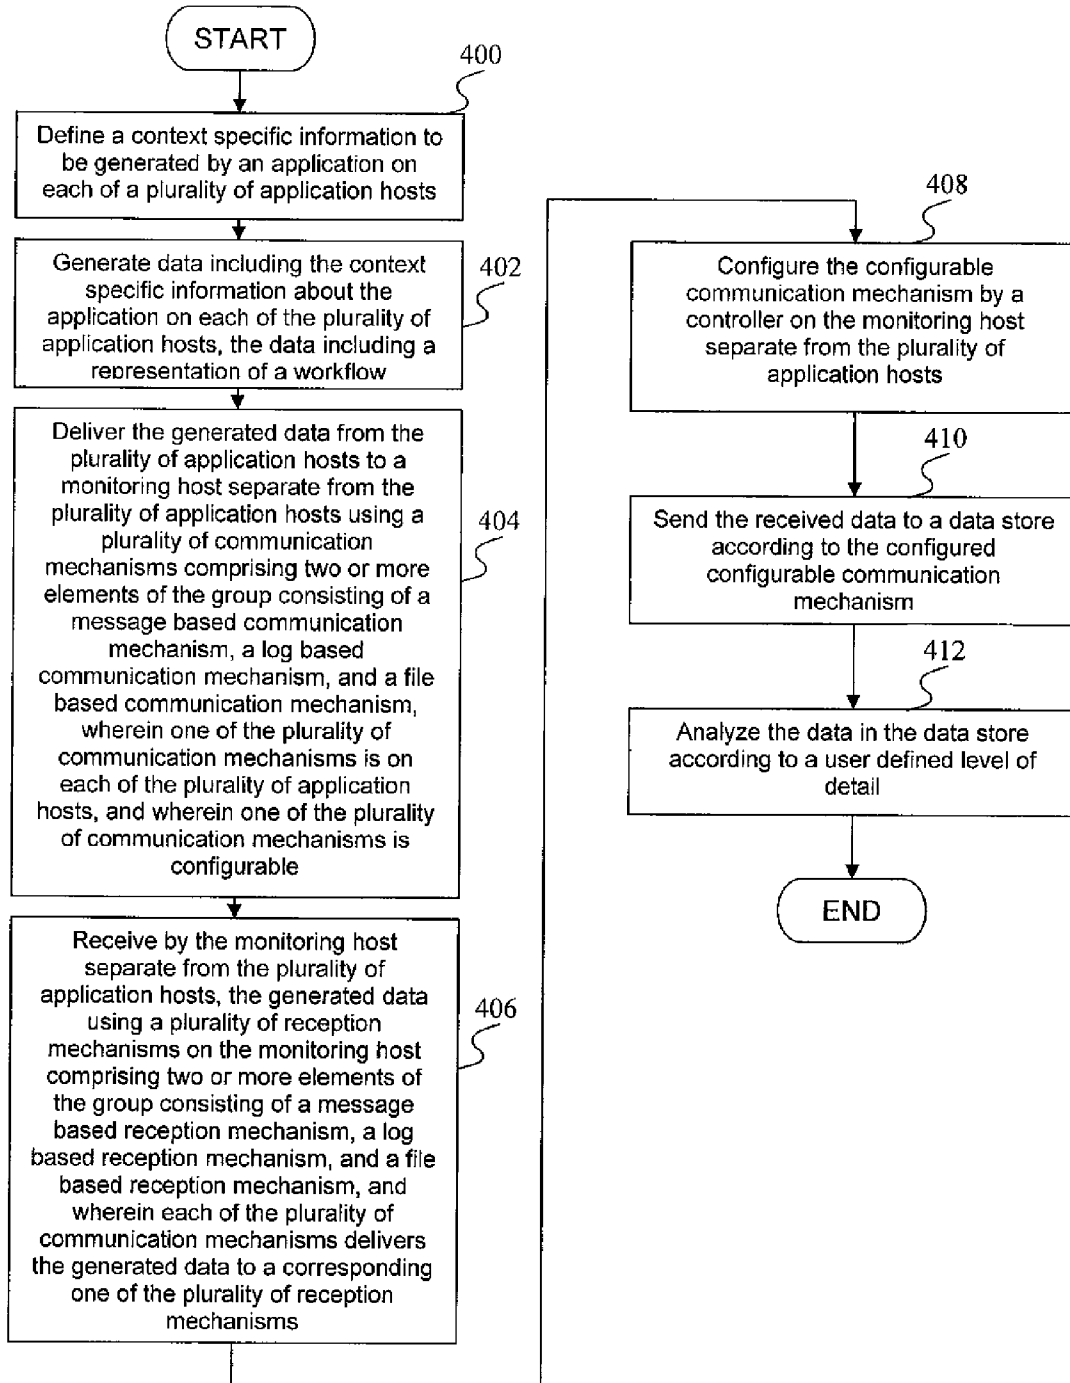 START
400
Define a context specific information to
be generated by an application on
each of a plurality of application hosts
Generate data including the context
specific information about the
application on each of the plurality of
application hosts, the data including a
representation of a workflow
402
Deliver the generated data from the
plurality of application hosts to a
monitoring host separate from the
plurality of application hosts using a
plurality of communication
mechanisms comprising two or more
elements of the group consisting of a
message based communication
mechanism, a log based
communication mechanism, and a file
based communication mechanism,
wherein one of the plurality of
communication mechanisms is on
each of the plurality of application
hosts, and wherein one of the plurality
of communication mechanisms is
configurable
404
Receive by the monitoring host
separate from the plurality of
application hosts, the generated data
using a plurality of reception
mechanisms on the monitoring host
comprising two or more elements of
the group consisting of a message
based reception mechanism, a log
based reception mechanism, and a file
based reception mechanism, and
wherein each of the plurality of
communication mechanisms delivers
the generated data to a corresponding
one of the plurality of reception
mechanisms
406
408
Configure the configurable
communication mechanism by a
controller on the monitoring host
separate from the plurality of
application hosts
410
Send the received data to a data store
according to the configured
configurable communication
mechanism
412
Analyze the data in the data store
according to a user defined level of
detail
END